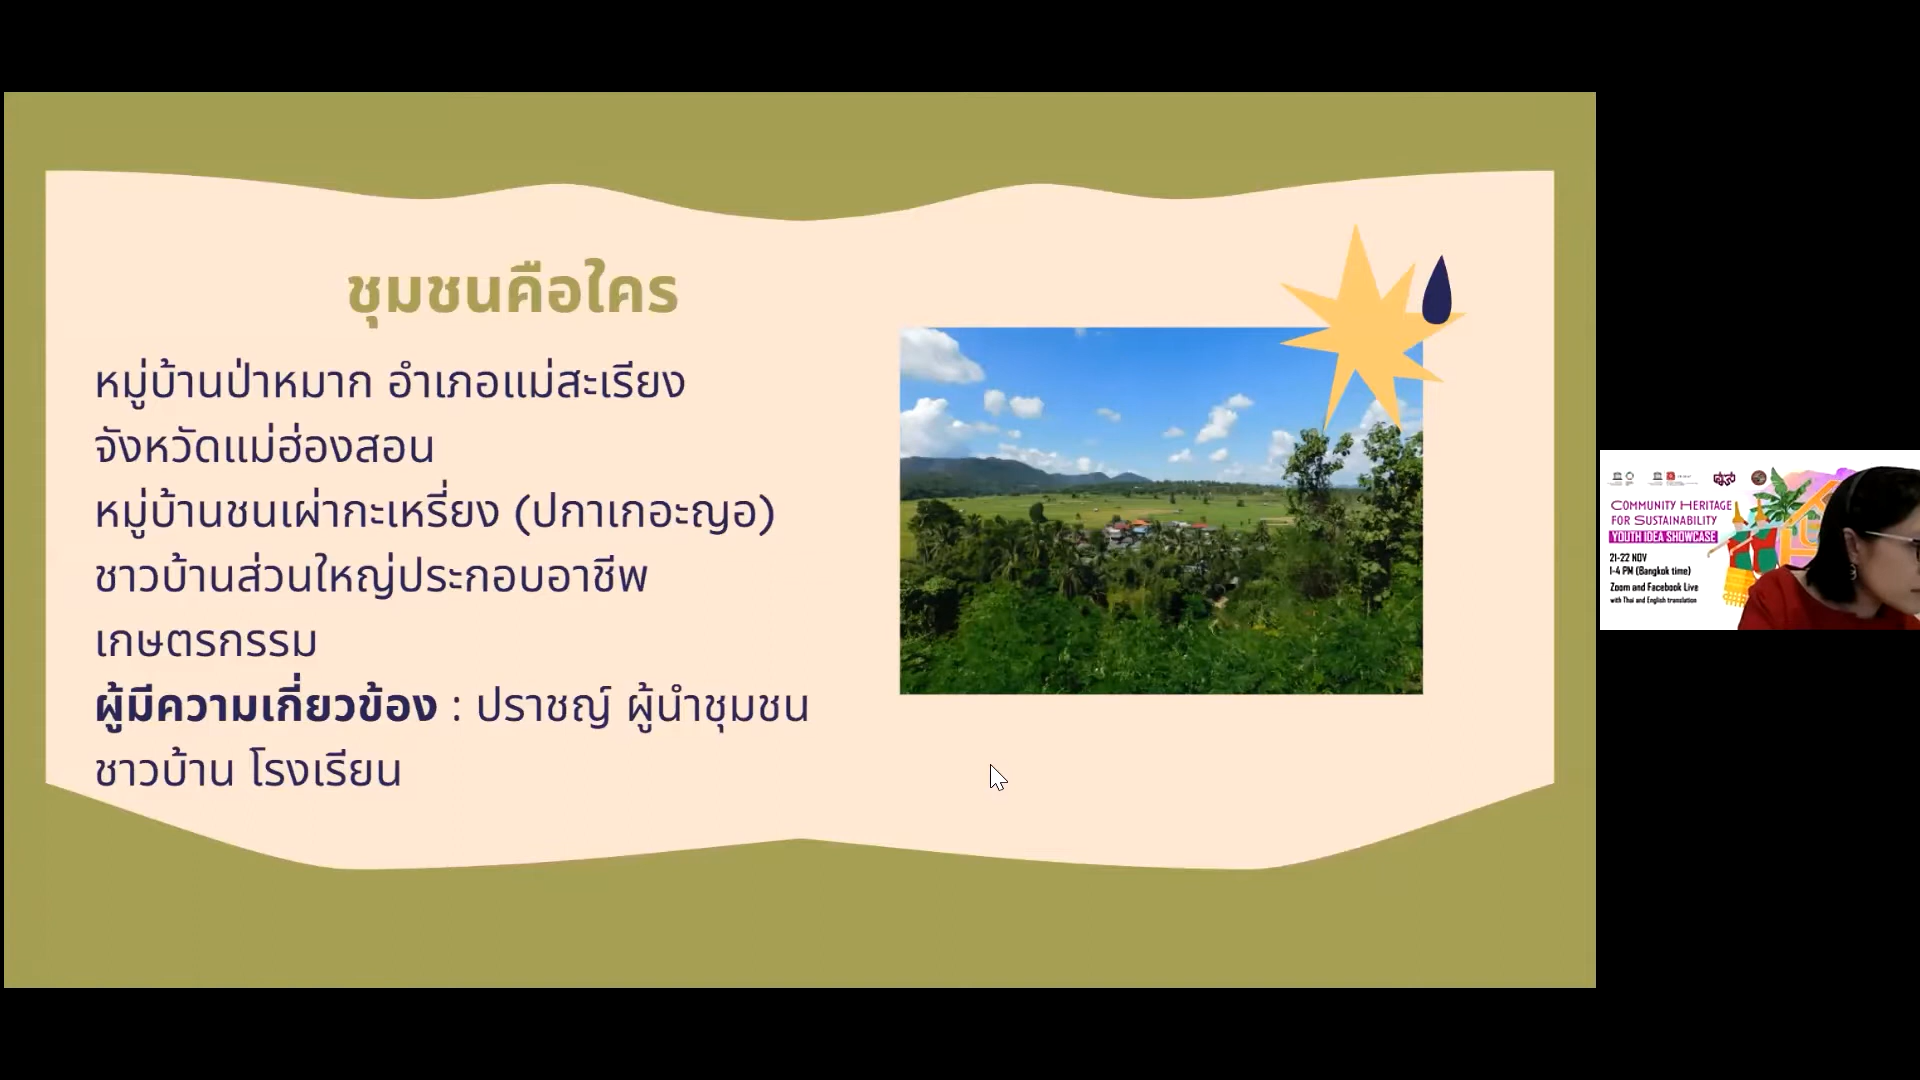 ชุมชนคือใคร
หมู่บ้านป่าหมาก อำเภอแม่สะเรียง
จังหวัดแม่ฮ่องสอน
หมู่บ้านชนเผ่ากะเหรี่ยง (ปกาเกอะญอ)
ชาวบ้านส่วนใหญ่ประกอบอาชีพ
เกษตรกรรม
ผู้มีความเกี่ยวข้อง : ปราชญ์ ผู้นำชุมชน
ชาวบ้าน โรงเรียน
COMMUNITY HERITAGE
FOR SUSTAINABILITY
YOUTH IDEA SHOWCASE
21-22 NOV
1-4 PM (Bangkok time)
Zoom and Facebook Live
with Thai and English translation